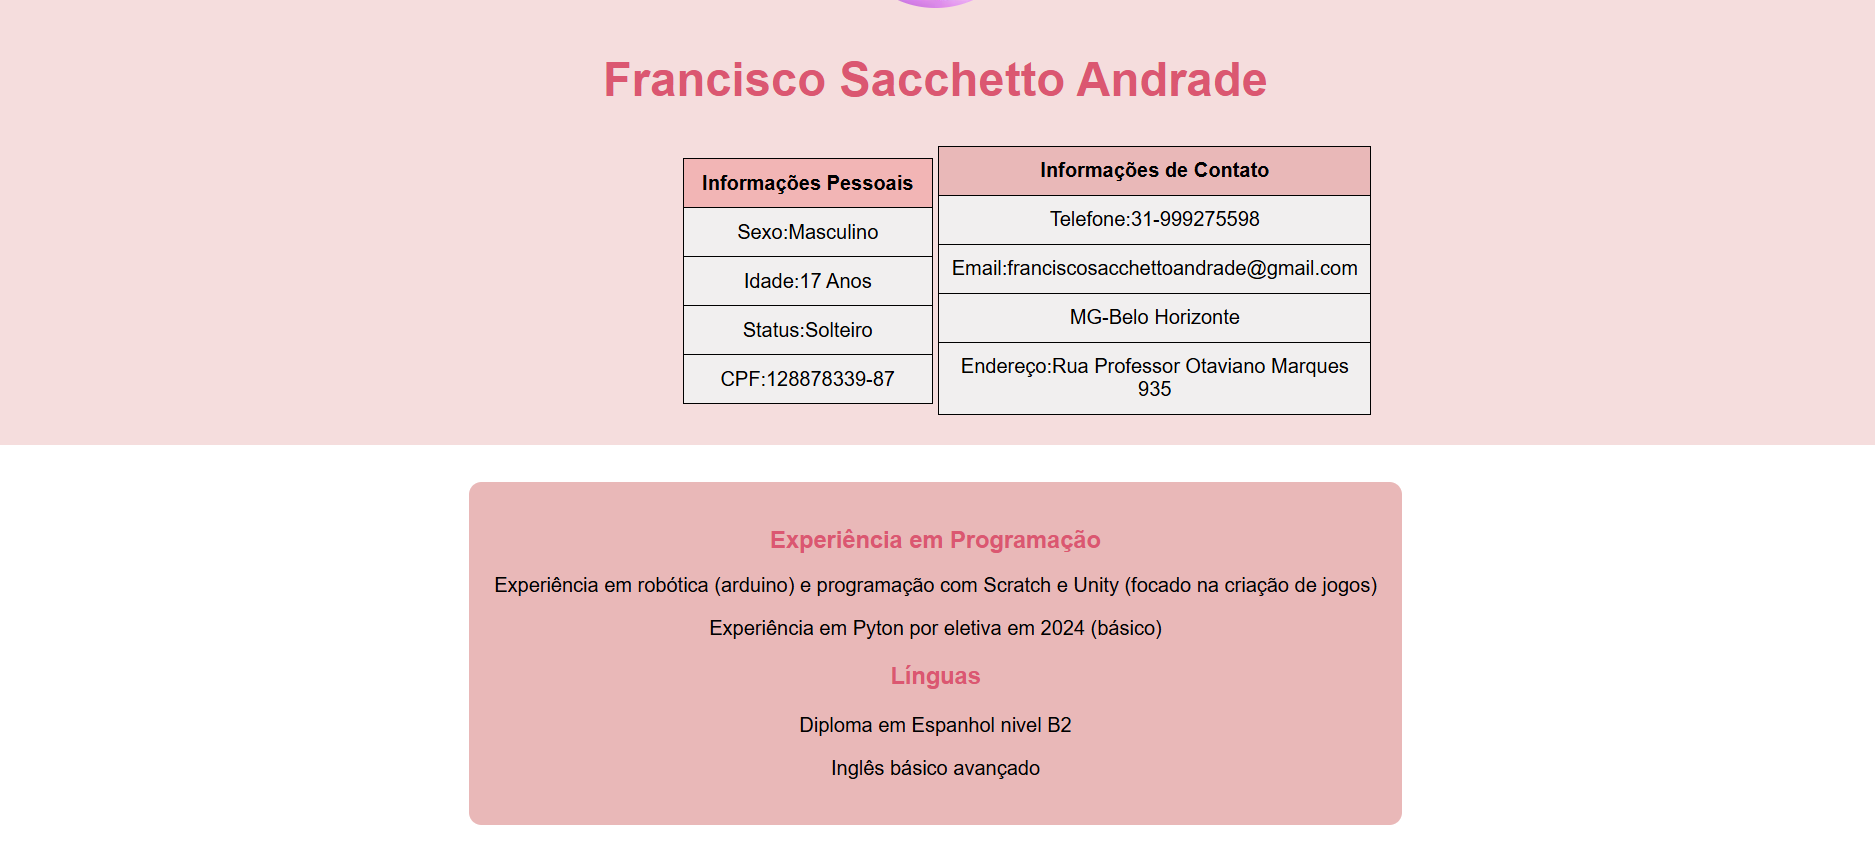 Francisco Sacchetto Andrade
Informações Pessoais
Sexo:Masculino
Idade:17 Anos
Status:Solteiro
CPF:128878339-87
Informações de Contato
Telefone:31-999275598
Email:franciscosacchettoandrade@gmail.com
MG-Belo Horizonte
Endereço:Rua Professor Otaviano Marques
935
Experiência em Programação
Experiência em robótica (arduino) e programação com Scratch e Unity (focado na criação de jogos)
Experiência em Pyton por eletiva em 2024 (básico)
Línguas
Diploma em Espanhol nivel B2
Inglês básico avançado